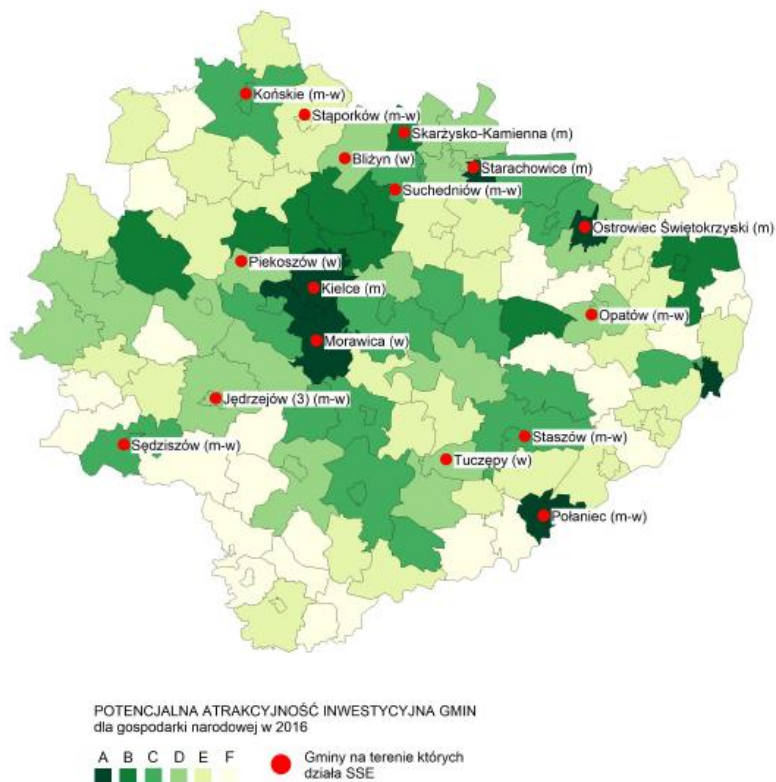 Końskie (m-w)
Stąporków (m-w)
Skarżysko-Kamienna (m)
Bliżyn (w)
Starachowice (m)
Suchedniów (m-w)
Ostrowiec Świętokrzyski (m)
Piekoszów (w)
Kielce (m)
Opatów (m-w)
Morawica (w)
Jędrzejów (3) (m-w)
Staszów (m-w)
Sędziszów (m-w)
Tuczępy (w)
Połaniec (m-w)
POTENCJALNA ATRAKCYJNOŚĆ INWESTYCYJNA GMIN
dla gospodarki narodowej w 2016
A B C D E F
Gminy na terenie których
działa SSE